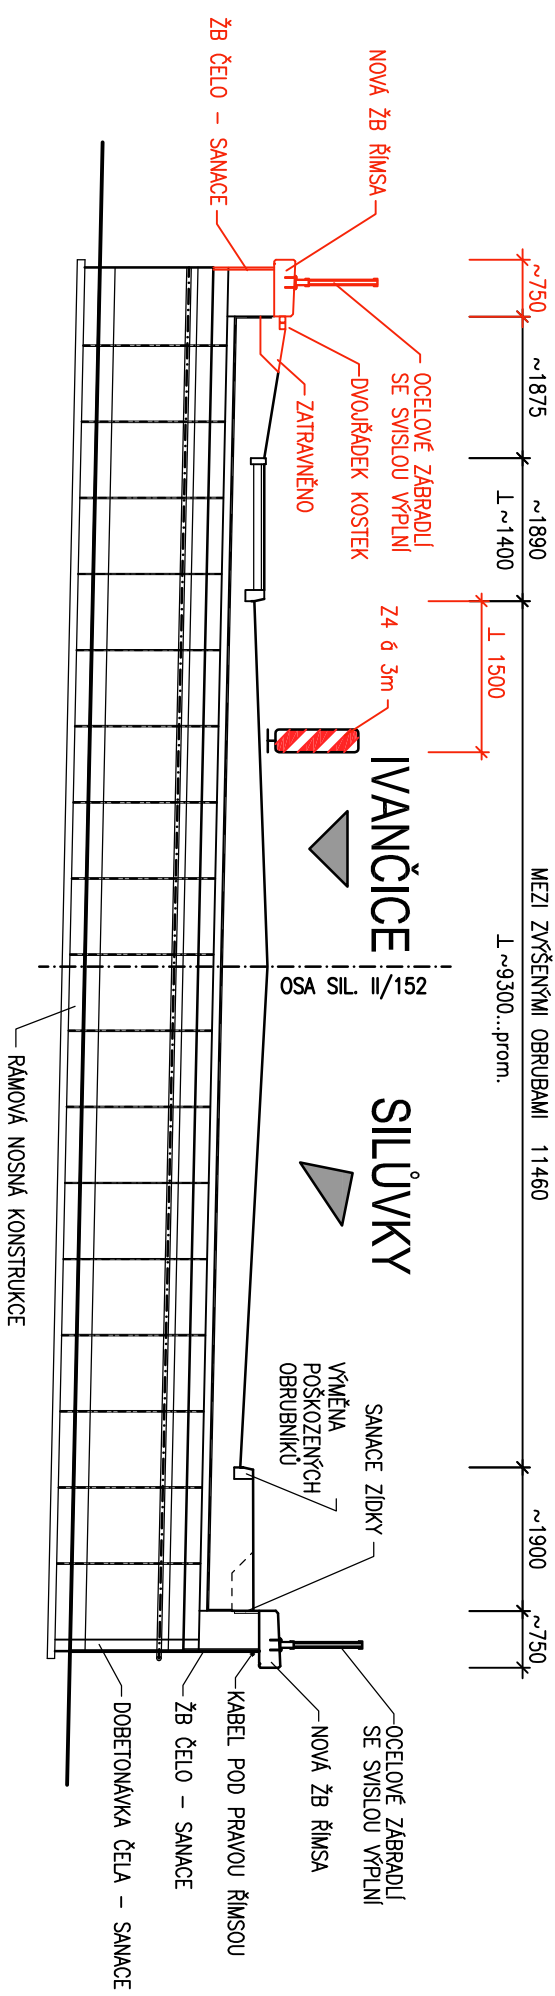 ~750
~1875
~1890
⊥ ~1400
MEZI ZVÝŠENÝMI OBRUBAMI 11460
⊥ ~9300...prom.
~1900
~750
⊥ 1500
NOVÁ ŽB ŘÍMSA
ŽB ČELO - SANACE
OCELOVÉ ZÁBRADLÍ
SE SVISLOU VÝPLNÍ
DVOJŘÁDEK KOSTEK
ZATRAVNĚNO
Z4 á 3m
IVANČICE
OSA SIL. II/152
SILŮVKY
SANACE ZÍDKY
VÝMĚNA
POŠKOZENÝCH
OBRUBNÍKŮ
OCELOVÉ ZÁBRADLÍ
SE SVISLOU VÝPLNÍ
NOVÁ ŽB ŘÍMSA
KABEL POD PRAVOU ŘÍMSOU
ŽB ČELO - SANACE
DOBETONÁVKA ČELA - SANACE
RÁMOVÁ NOSNÁ KONSTRUKCE